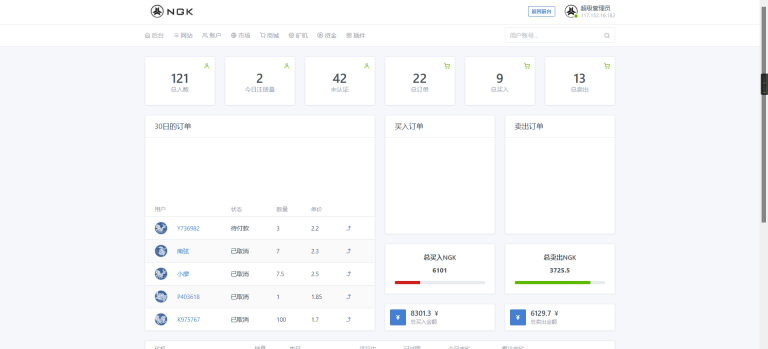 NGK
返回前台
超级管理员
117.152.16.162
后台 网站 账户 市场 商城 矿机 资金 插件
用户账号...
121
总人数
2
今日注册量
42
未认证
22
总订单
9
总买入
13
总卖出
30日的订单
用户 状态 数量 单价
Y736982 待付款 3 2.2
已取消 7 2.3
小廖 已取消 7.5 2.5
P403618 已取消 1 1.85
K975767 已取消 100 1.7
买入订单
卖出订单
总买入NGK
6101
总卖出NGK
3725.5
¥ 8301.3 ¥
总买入金额
¥ 6129.7 ¥
总卖出金额